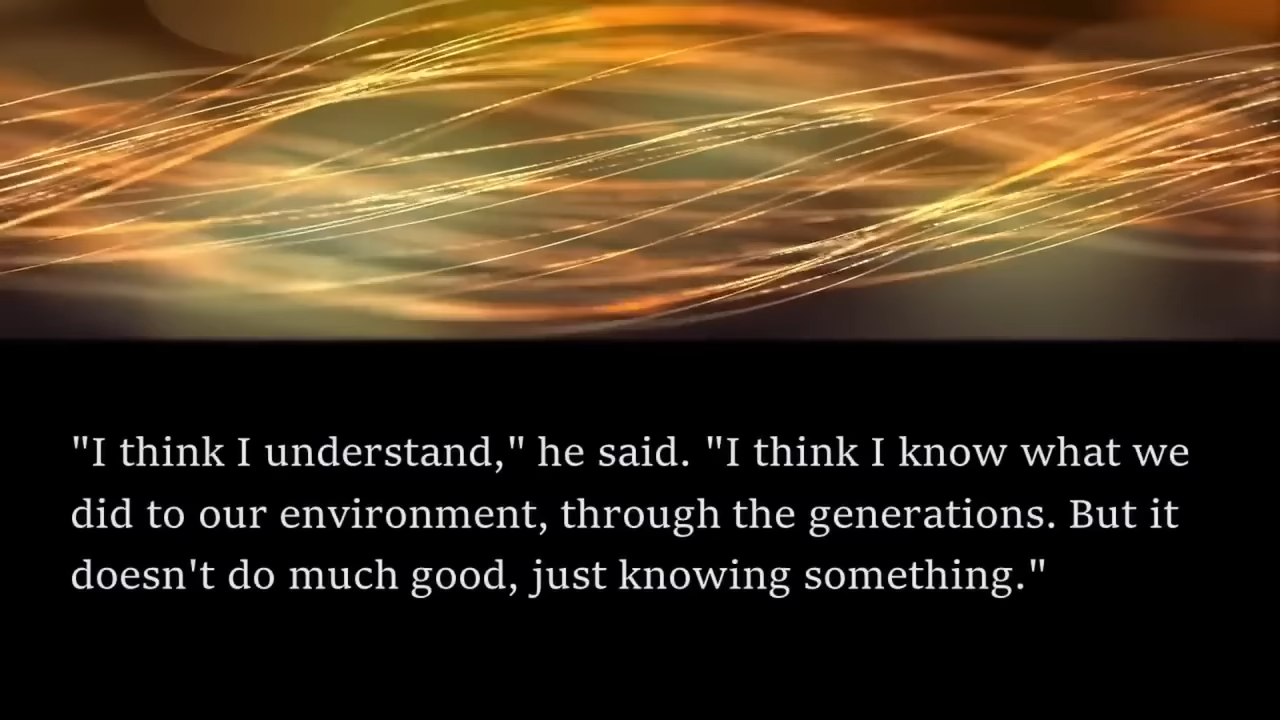 "I think I understand," he said. "I think I know what we
did to our environment, through the generations. But it
doesn't do much good, just knowing something."